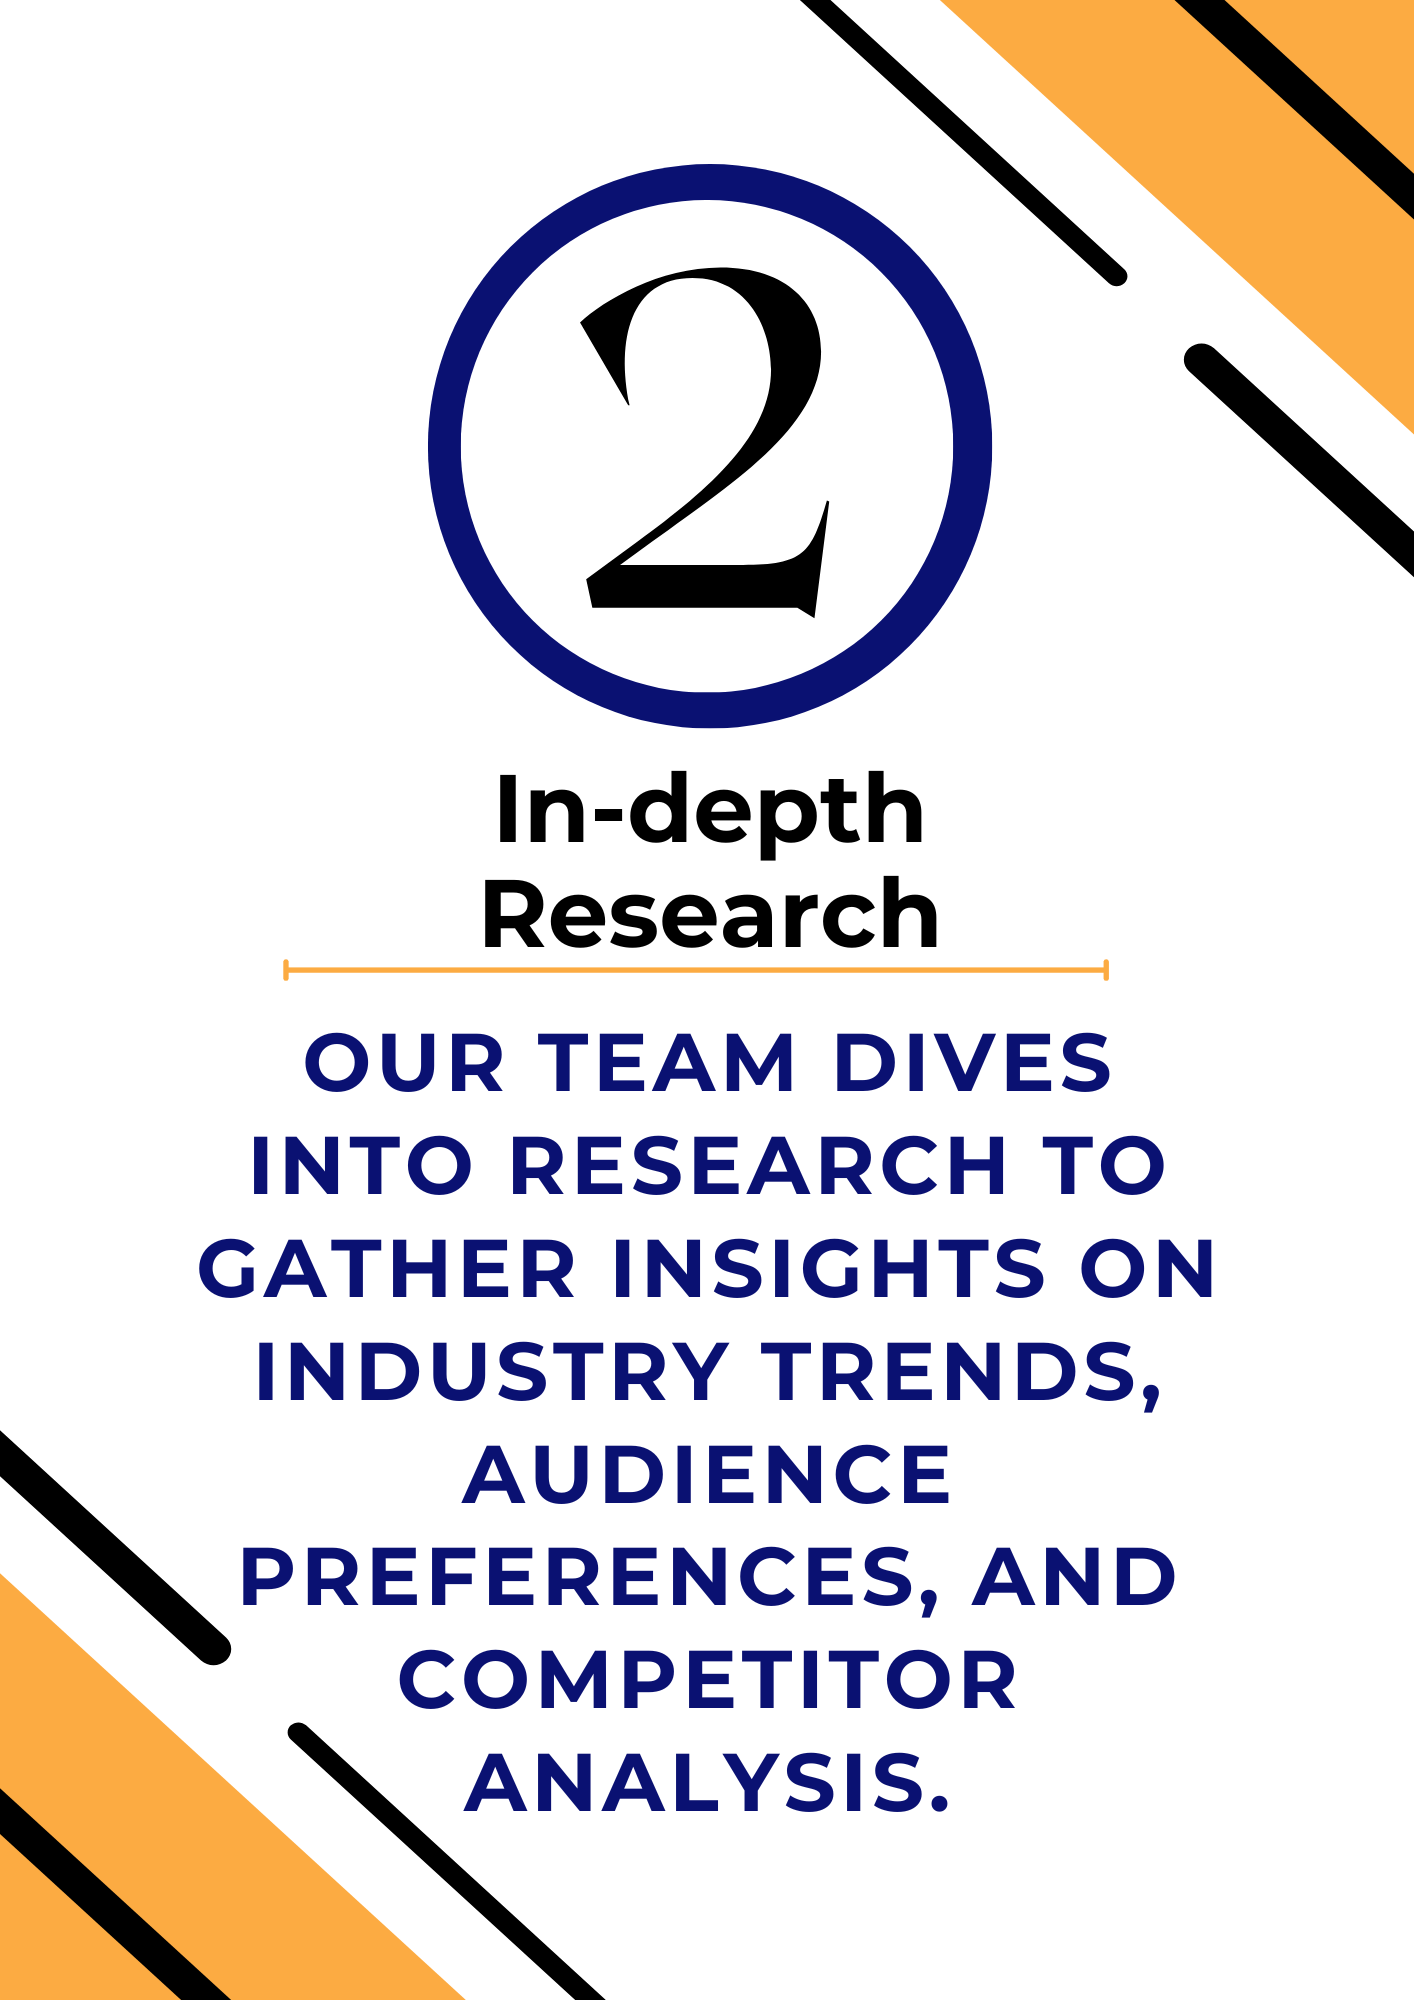 2
In-depth
Research
OUR TEAM DIVES
INTO RESEARCH TO
GATHER INSIGHTS ON
INDUSTRY TRENDS,
AUDIENCE
PREFERENCES, AND
COMPETITOR
ANALYSIS.